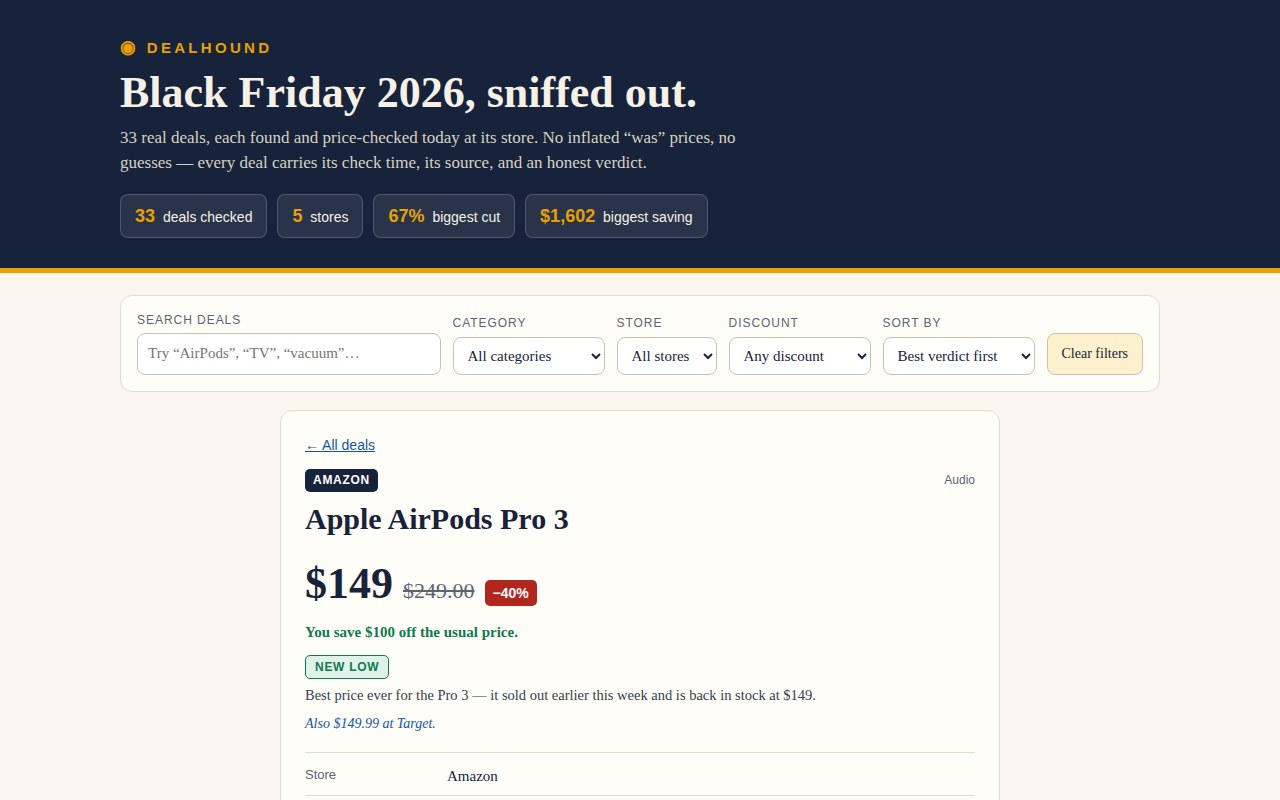 ◉ DEALHOUND
Black Friday 2026, sniffed out.
33 real deals, each found and price-checked today at its store. No inflated “was” prices, no
guesses — every deal carries its check time, its source, and an honest verdict.
33 deals checked
5 stores
67% biggest cut
$1,602 biggest saving
SEARCH DEALS
Try “AirPods”, “TV”, “vacuum”…
CATEGORY
All categories
STORE
All stores
DISCOUNT
Any discount
SORT BY
Best verdict first
Clear filters
← All deals
AMAZON
Audio
Apple AirPods Pro 3
$149 $249.00 −40%
You save $100 off the usual price.
NEW LOW
Best price ever for the Pro 3 — it sold out earlier this week and is back in stock at $149.
Also $149.99 at Target.
Store Amazon